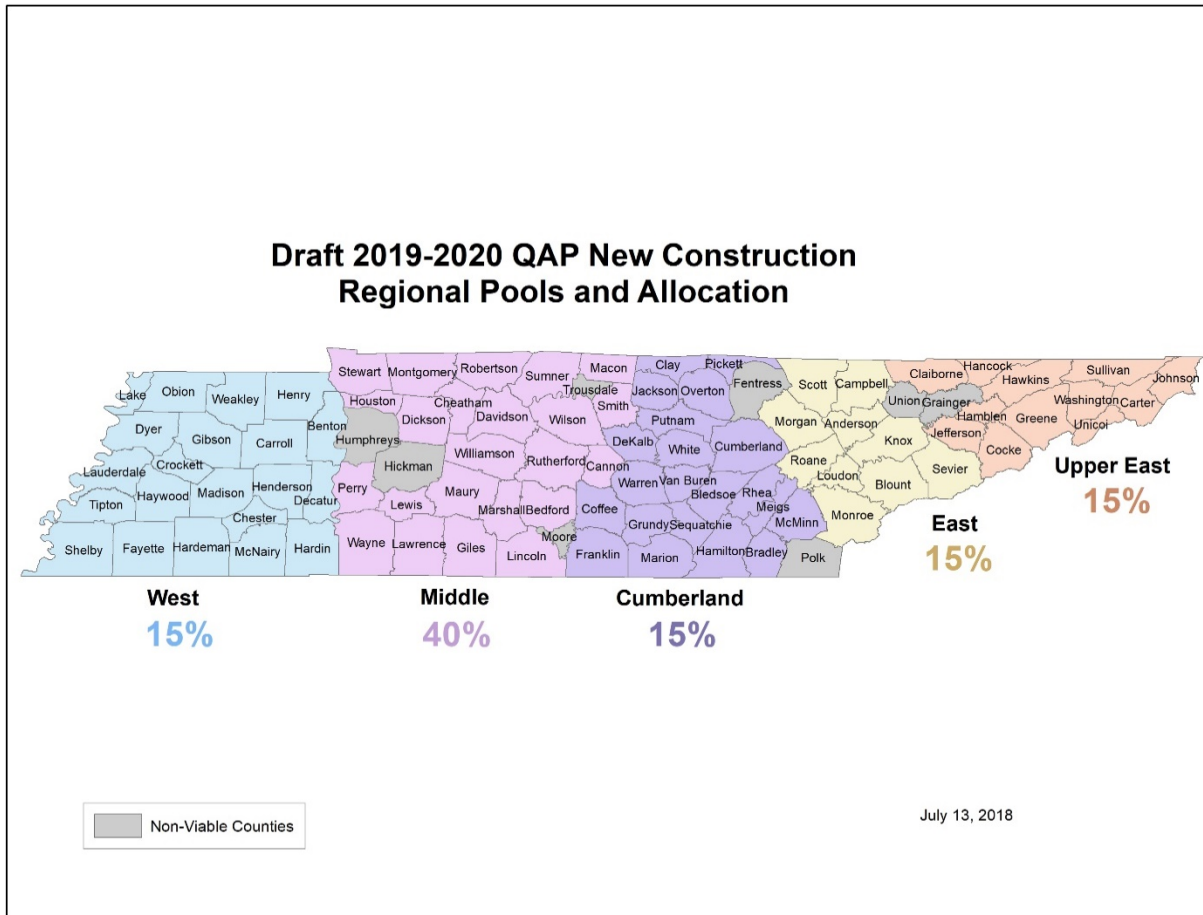 Draft 2019-2020 QAP New Construction
Regional Pools and Allocation
Lake
Obion
Weakley
Henry
Benton
Dyer
Gibson
Carroll
Lauderdale
Crockett
Tipton
Haywood
Madison
Henderson
Decatur
Chester
Shelby
Fayette
Hardeman
McNairy
Hardin
Stewart
Montgomery
Robertson
Sumner
Macon
Trousdale
Houston
Cheatham
Smith
Dickson
Davidson
Wilson
Humphreys
Williamson
Rutherford
Cannon
Hickman
Perry
Lewis
Maury
Marshall
Bedford
Moore
Wayne
Lawrence
Giles
Lincoln
Clay
Pickett
Fentress
Jackson
Overton
Putnam
DeKalb
White
Cumberland
Warren
Van Buren
Bledsoe
Rhea
Meigs
McMinn
Coffee
Grundy
Sequatchie
Franklin
Marion
Hamilton
Bradley
Polk
Scott
Campbell
Morgan
Anderson
Union
Grainger
Knox
Roane
Loudon
Blount
Sevier
Monroe
Claiborne
Hancock
Hawkins
Sullivan
Johnson
Washington
Carter
Hamblen
Greene
Unicoi
Jefferson
Cocke
West
15%
Middle
40%
Cumberland
15%
East
15%
Upper East
15%
Non-Viable Counties
July 13, 2018